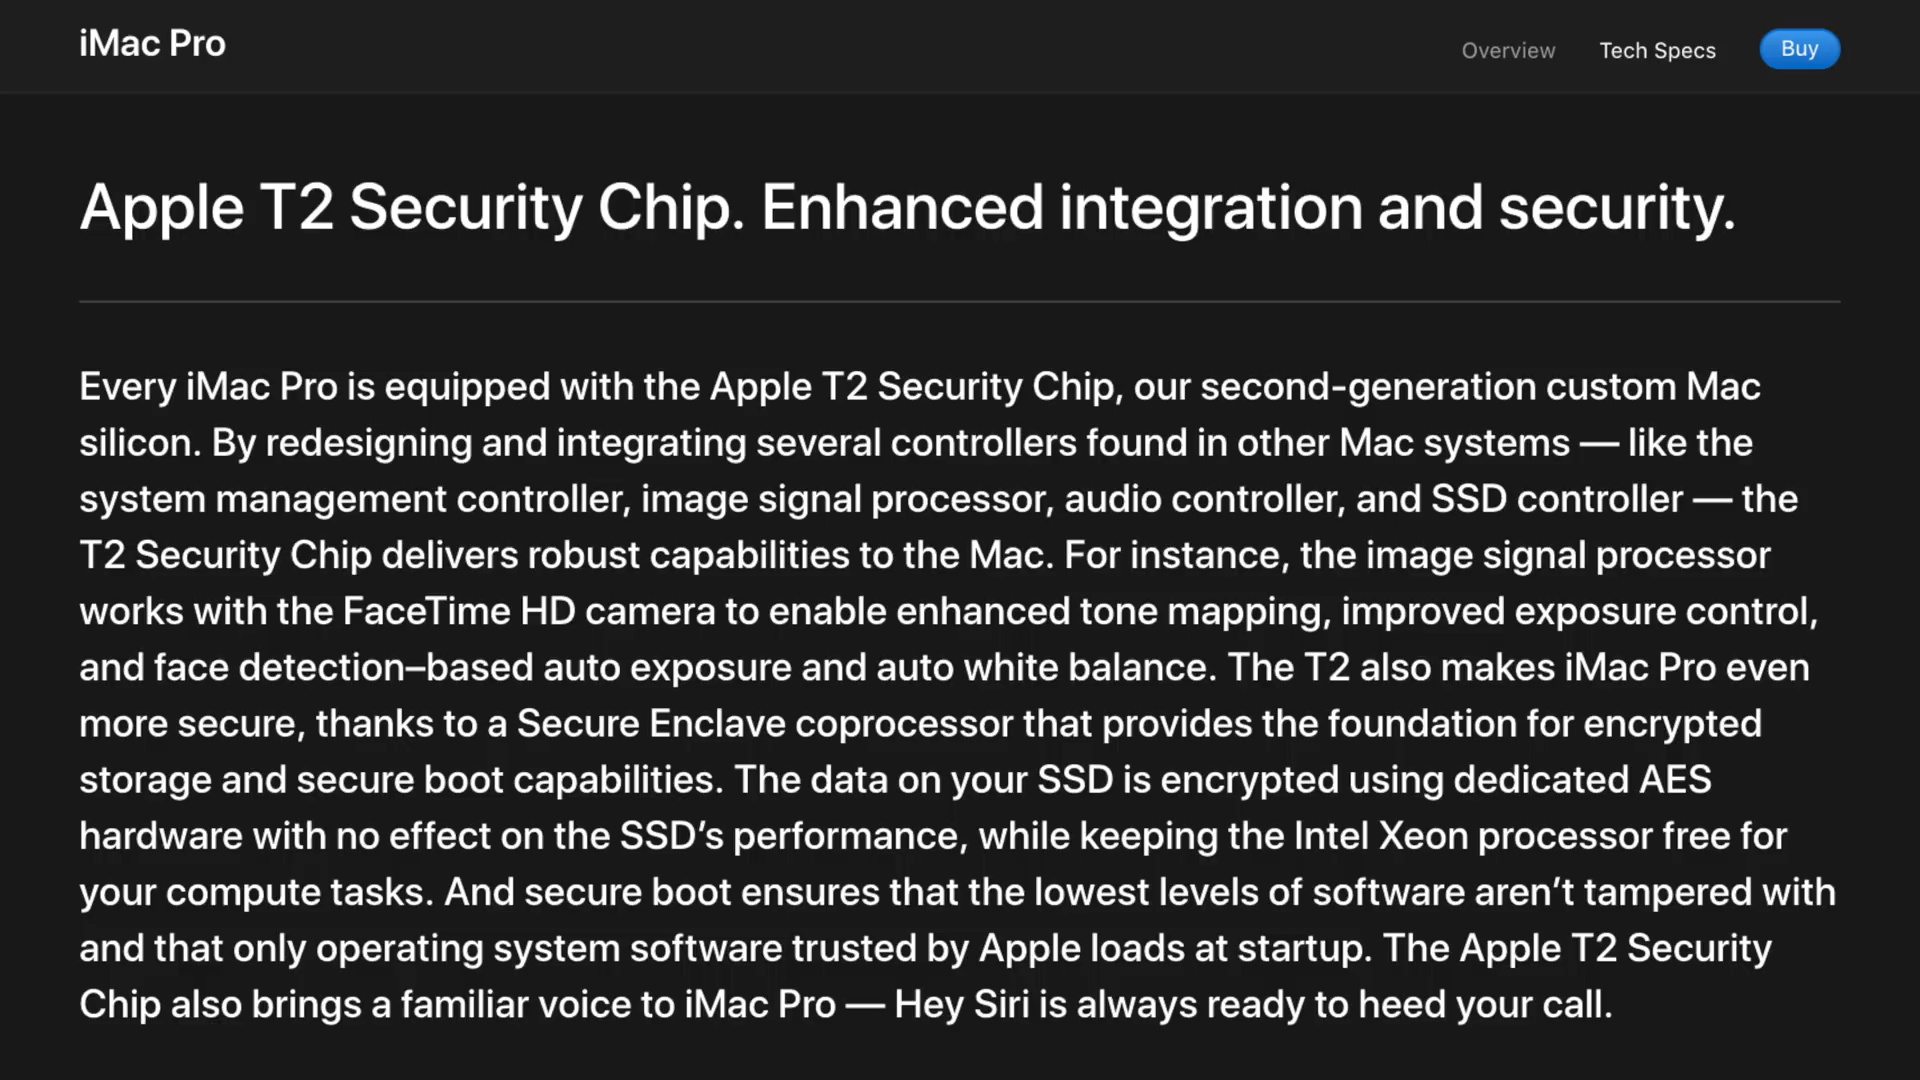 iMac Pro
Overview
Tech Specs
Buy
Apple T2 Security Chip. Enhanced integration and security.
Every iMac Pro is equipped with the Apple T2 Security Chip, our second-generation custom Mac
silicon. By redesigning and integrating several controllers found in other Mac systems — like the
system management controller, image signal processor, audio controller, and SSD controller — the
T2 Security Chip delivers robust capabilities to the Mac. For instance, the image signal processor
works with the FaceTime HD camera to enable enhanced tone mapping, improved exposure control,
and face detection–based auto exposure and auto white balance. The T2 also makes iMac Pro even
more secure, thanks to a Secure Enclave coprocessor that provides the foundation for encrypted
storage and secure boot capabilities. The data on your SSD is encrypted using dedicated AES
hardware with no effect on the SSD’s performance, while keeping the Intel Xeon processor free for
your compute tasks. And secure boot ensures that the lowest levels of software aren’t tampered with
and that only operating system software trusted by Apple loads at startup. The Apple T2 Security
Chip also brings a familiar voice to iMac Pro — Hey Siri is always ready to heed your call.